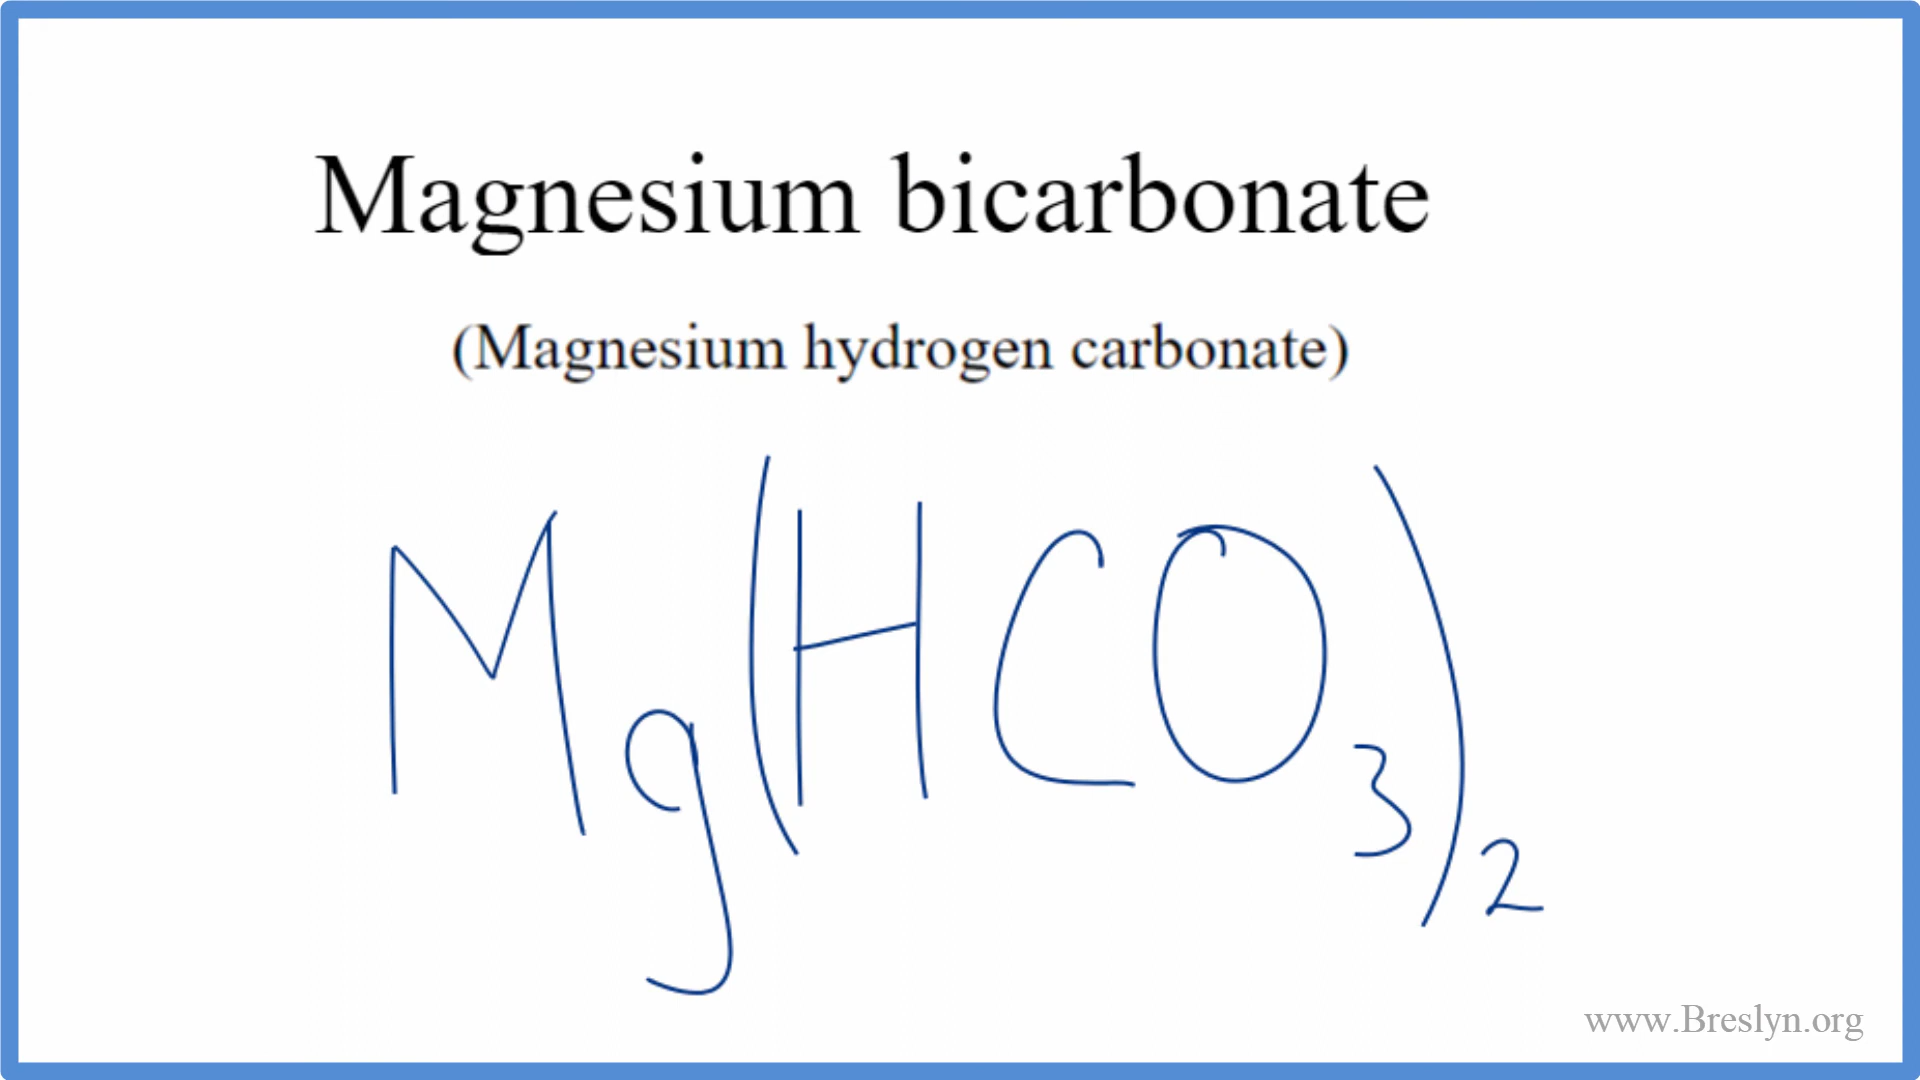 Magnesium bicarbonate
(Magnesium hydrogen carbonate)
Mg(HCO₃)₂
www.Breslyn.org